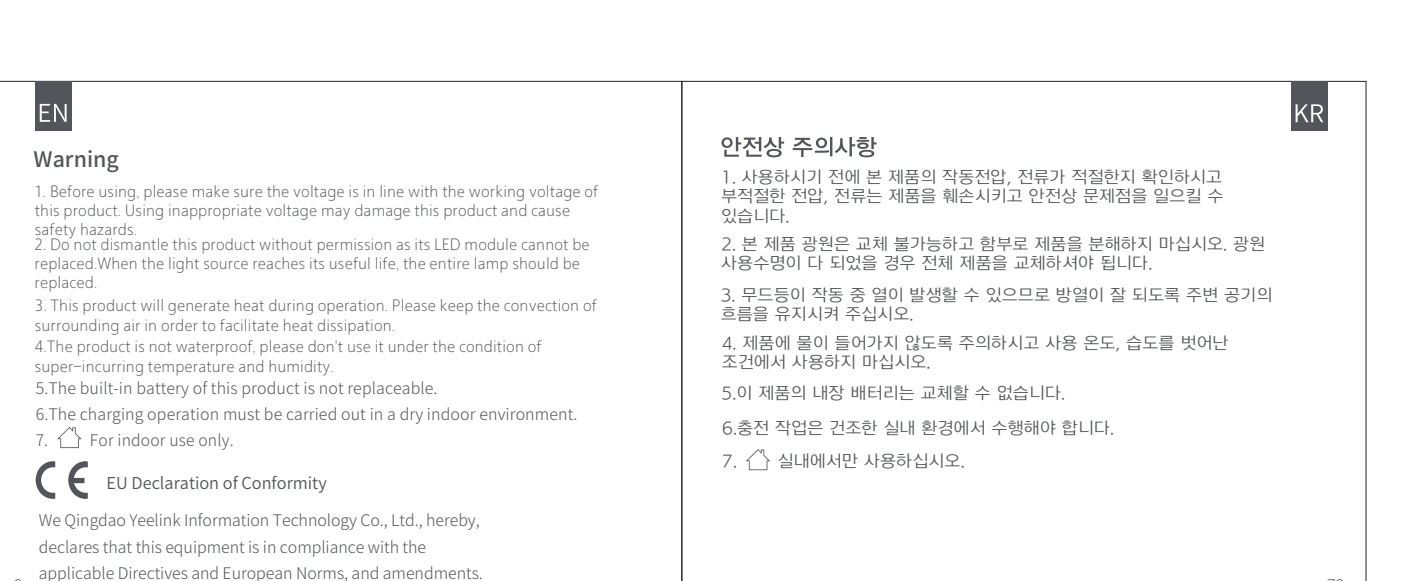 EN
Warning
1. Before using, please make sure the voltage is in line with the working voltage of
this product. Using inappropriate voltage may damage this product and cause
safety hazards.
2. Do not dismantle this product without permission as its LED module cannot be
replaced.When the light source reaches its useful life, the entire lamp should be
replaced.
3. This product will generate heat during operation. Please keep the convection of
surrounding air in order to facilitate heat dissipation.
4.The product is not waterproof, please don't use it under the condition of
super-incurring temperature and humidity.
5.The built-in battery of this product is not replaceable.
6.The charging operation must be carried out in a dry indoor environment.
7. For indoor use only.
CE EU Declaration of Conformity
We Qingdao Yeelink Information Technology Co., Ltd., hereby,
declares that this equipment is in compliance with the
applicable Directives and European Norms, and amendments.
KR
안전상 주의사항
1. 사용하시기 전에 본 제품의 작동전압, 전류가 적절한지 확인하시고
부적절한 전압, 전류는 제품을 훼손시키고 안전상 문제점을 일으킬 수
있습니다.
2. 본 제품 광원은 교체 불가능하고 함부로 제품을 분해하지 마십시오. 광원
사용수명이 다 되었을 경우 전체 제품을 교체하셔야 됩니다.
3. 무드등이 작동 중 열이 발생할 수 있으므로 방열이 잘 되도록 주변 공기의
흐름을 유지시켜 주십시오.
4. 제품에 물이 들어가지 않도록 주의하시고 사용 온도, 습도를 벗어난
조건에서 사용하지 마십시오.
5.이 제품의 내장 배터리는 교체할 수 없습니다.
6.충전 작업은 건조한 실내 환경에서 수행해야 합니다.
7. 실내에서만 사용하십시오.